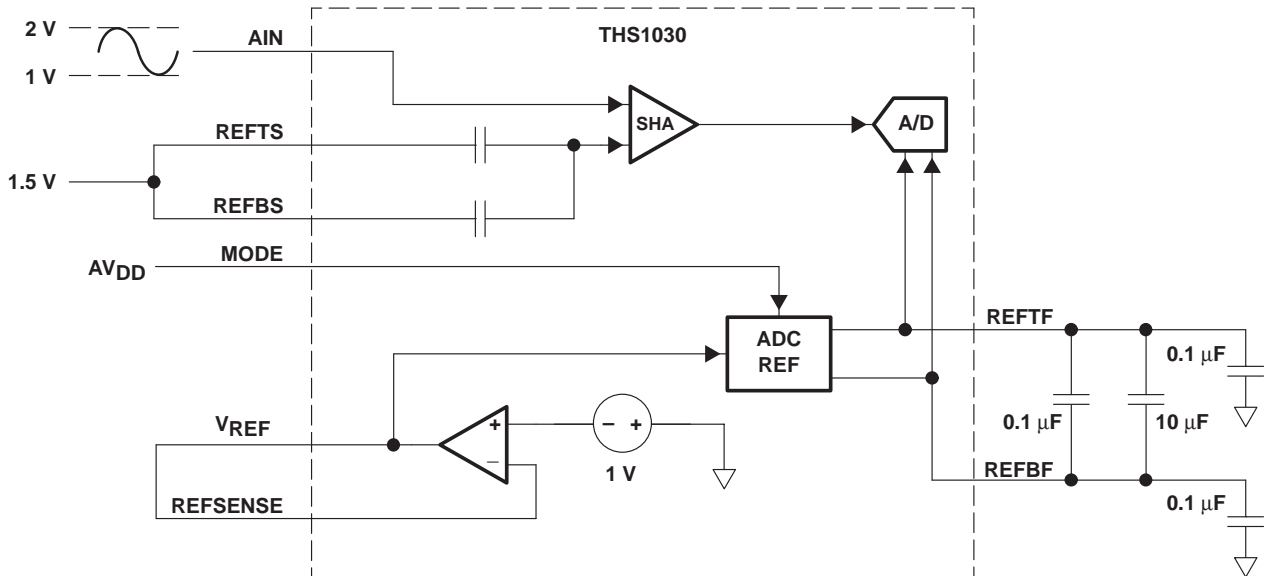 2 V
1 V
AIN
THS1030
REFTS
SHA
A/D
1.5 V
REFBS
MODE
AVDD
ADC
REF
REFTF
0.1 μF
0.1 μF
10 μF
VREF
+
−
− +
1 V
REFSENSE
REFBF
0.1 μF